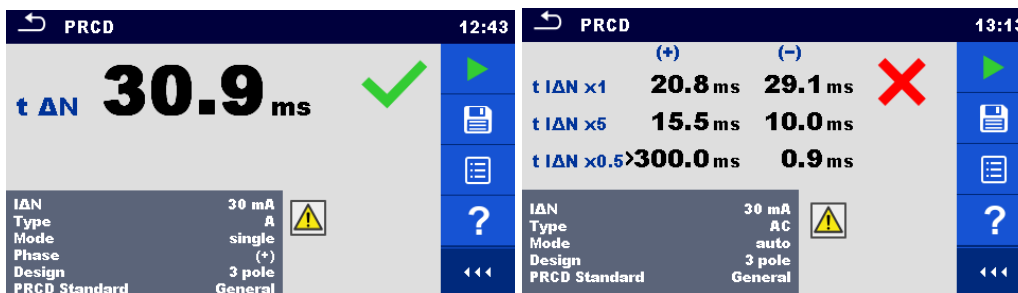 PRCD 12:43
t ΔN 30.9 ms
IΔN 30 mA
Type A
Mode single
Phase (+)
Design 3 pole
PRCD Standard General
?
PRCD 13:13
(+) (-)
t IΔN x1 20.8 ms 29.1 ms
t IΔN x5 15.5 ms 10.0 ms
t IΔN x0.5 >300.0 ms 0.9 ms
IΔN 30 mA
Type AC
Mode auto
Design 3 pole
PRCD Standard General
?